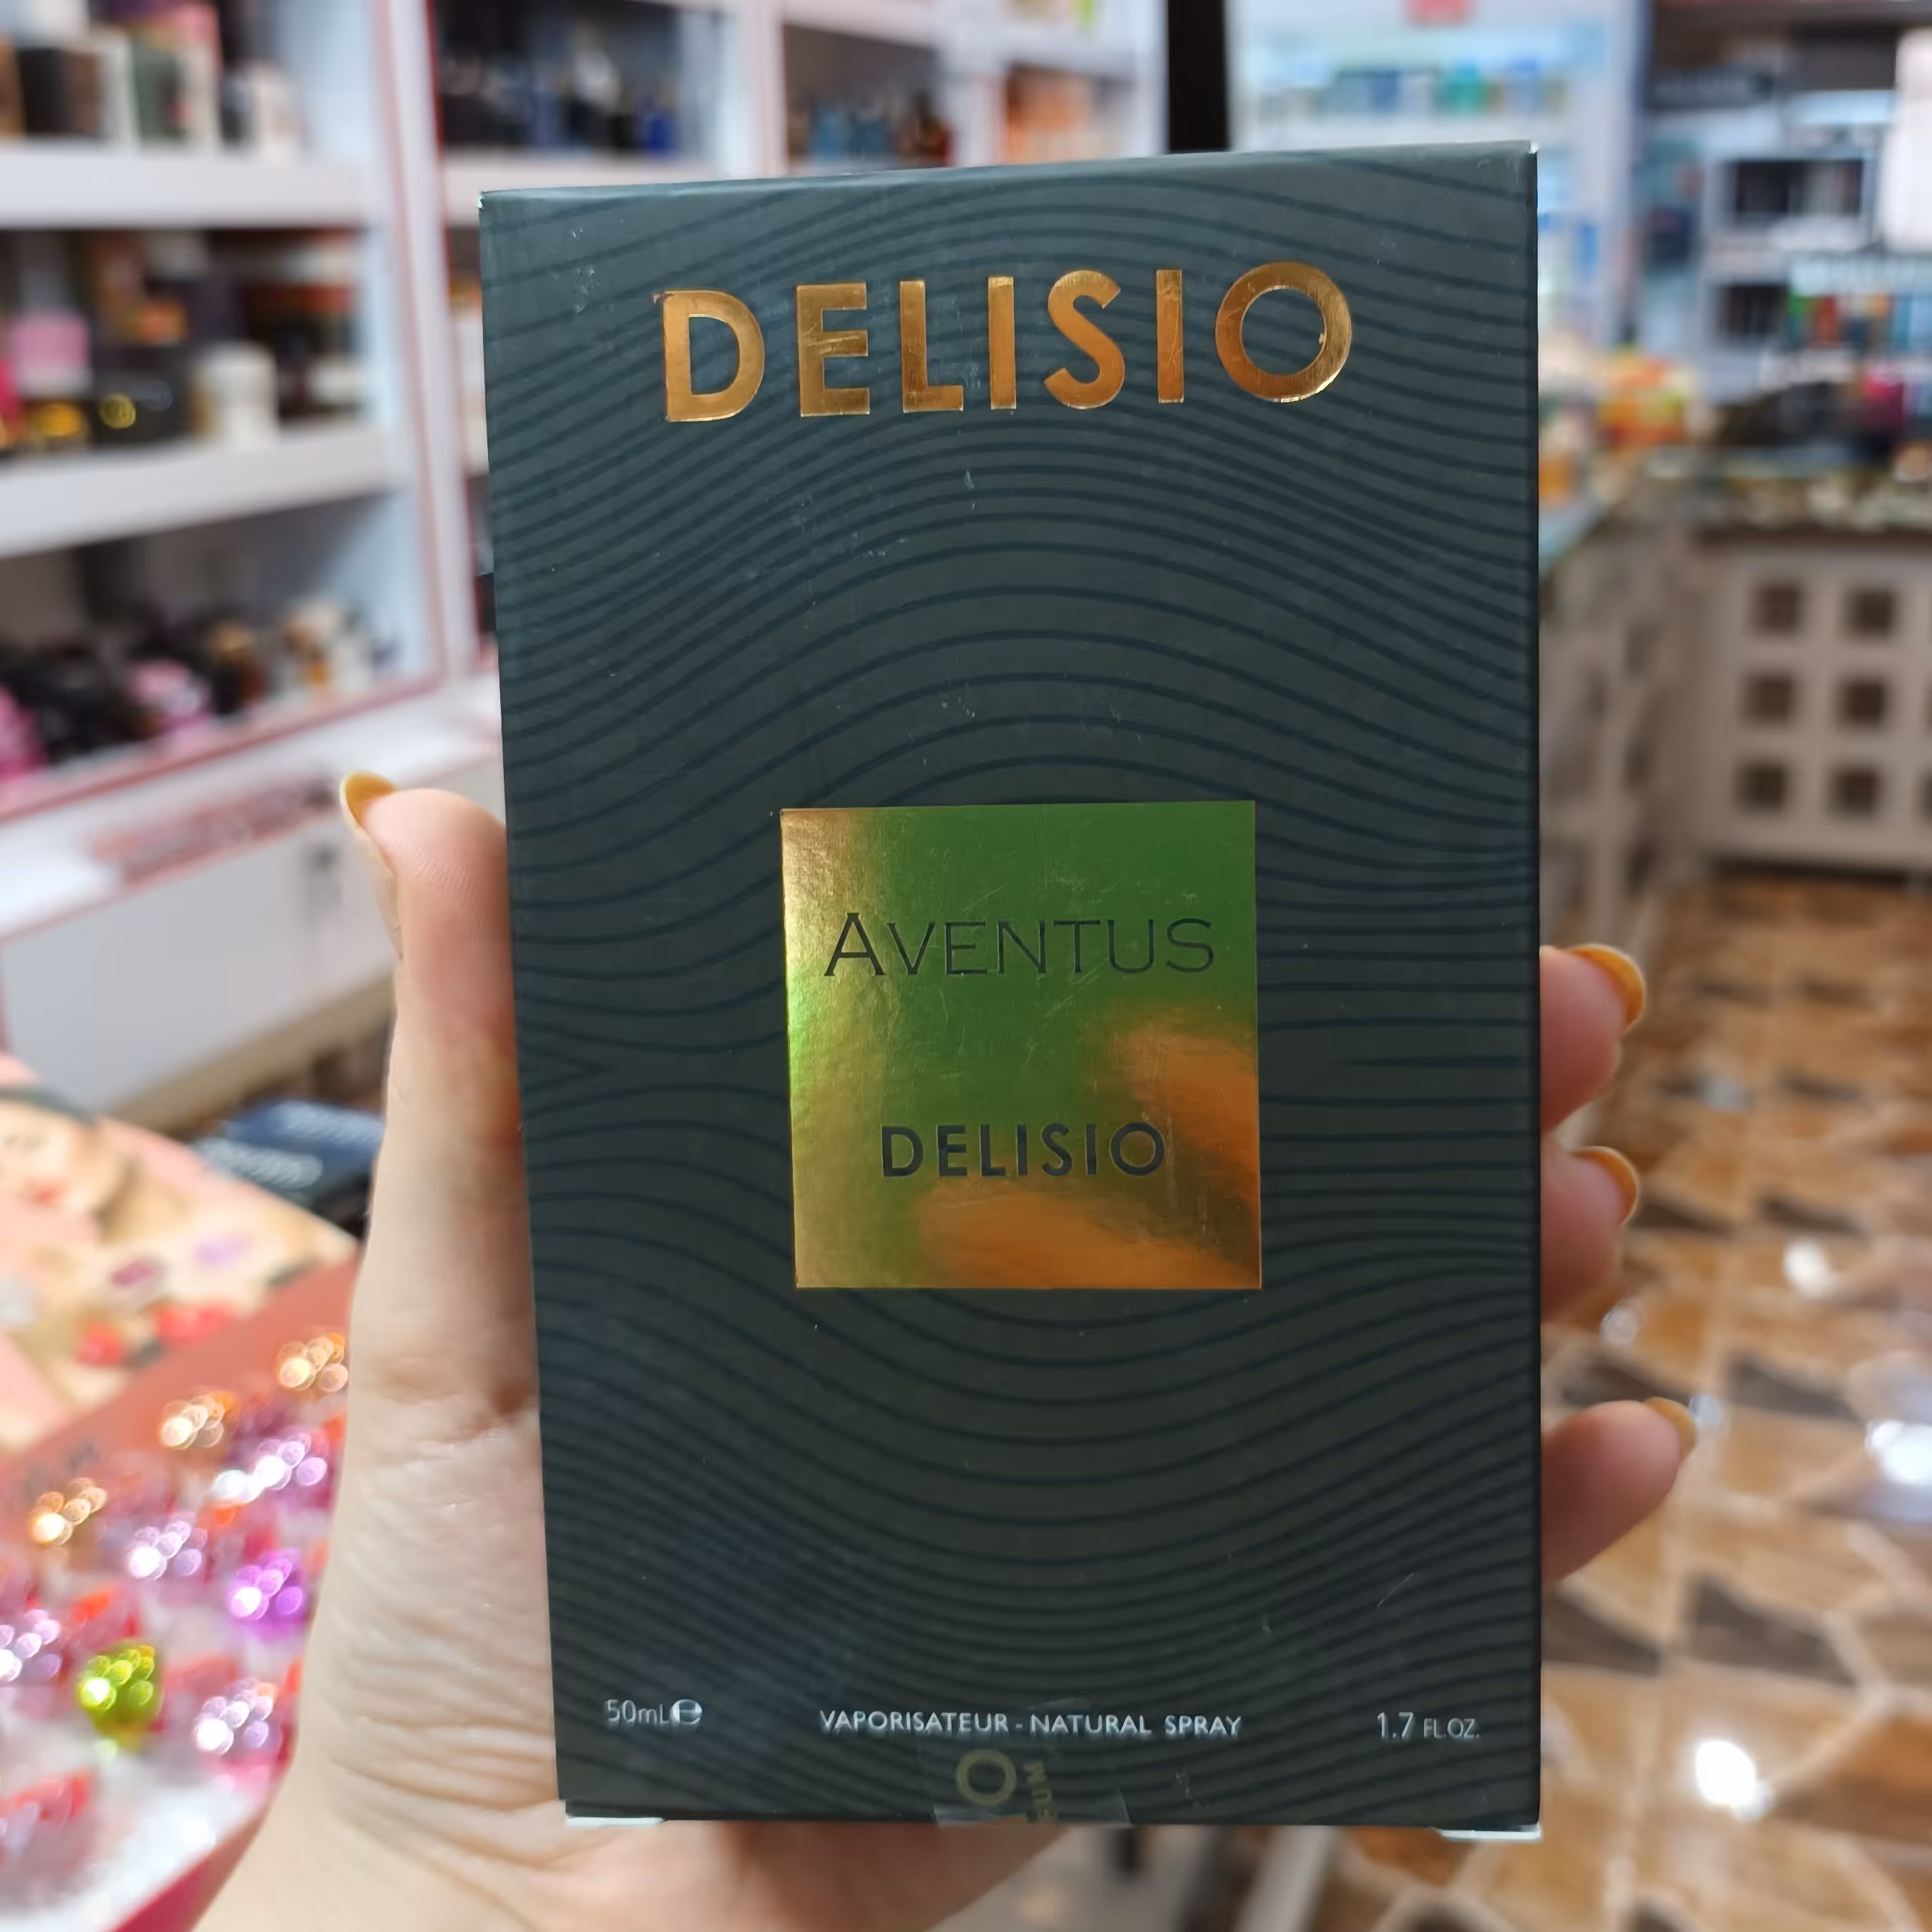 DELISIO
AVENTUS
DELISIO
50mL℮ VAPORISATEUR - NATURAL SPRAY 1.7 FL.OZ.